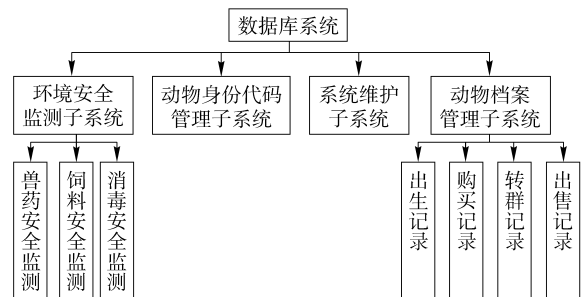 数据库系统
环境安全
监测子系统
动物身份代码
管理子系统
系统维护
子系统
动物档案
管理子系统
兽药安全监测
饲料安全监测
消毒安全监测
出生记录
购买记录
转群记录
出售记录